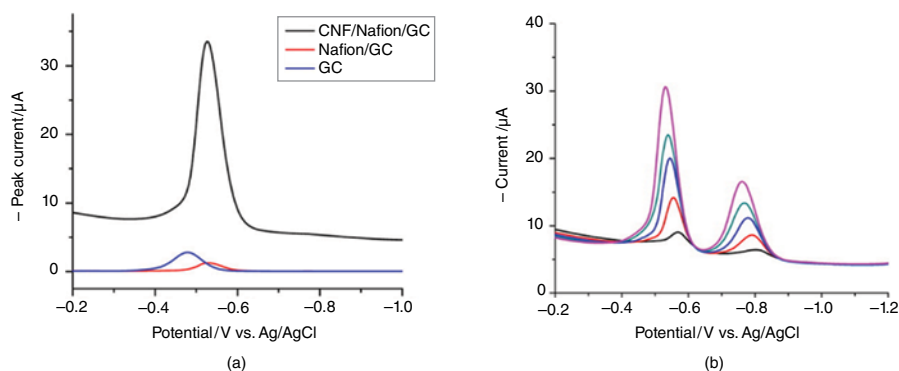 CNF/Nafion/GC
Nafion/GC
GC
– Peak current/µA
30
20
10
0
–0.2
–0.4
–0.6
–0.8
–1.0
Potential/V vs. Ag/AgCl
(a)
– Current /µA
40
30
20
10
0
–0.2
–0.4
–0.6
–0.8
–1.0
–1.2
Potential/V vs. Ag/AgCl
(b)